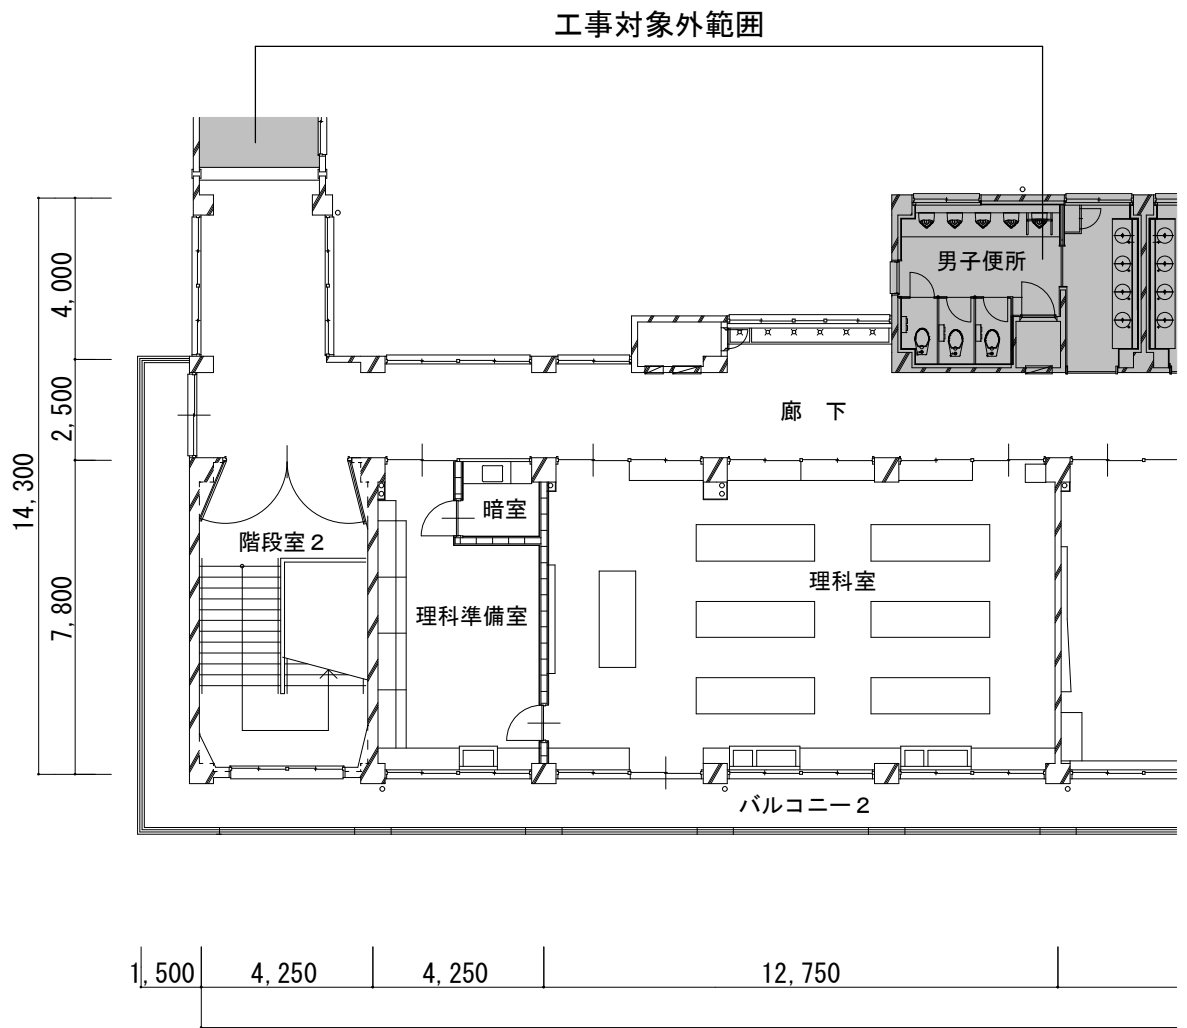 工事対象外範囲
男子便所
4,000
2,500
14,300
7,800
廊　下
暗室
階段室２
理科室
理科準備室
バルコニー２
1,500
4,250
4,250
12,750